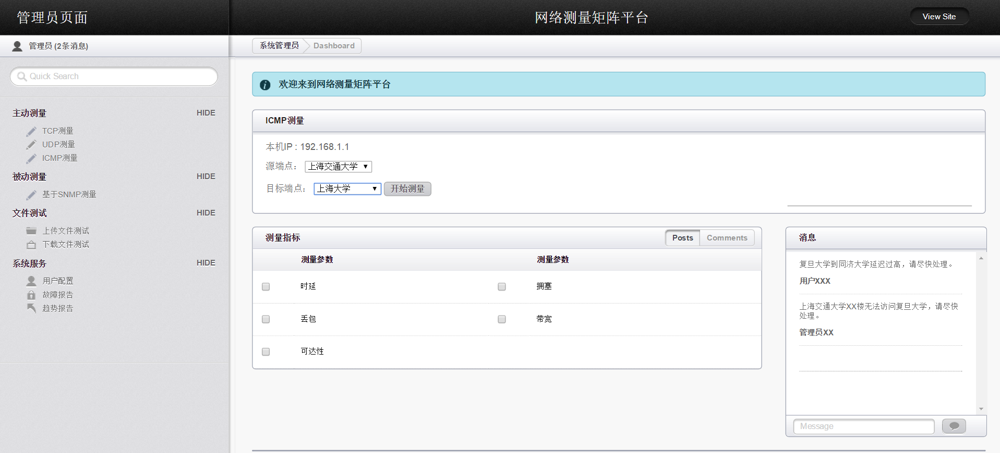 管理员页面
网络测量矩阵平台
View Site
管理员 (2条消息)
系统管理员
Dashboard
Quick Search
主动测量
HIDE
TCP测量
UDP测量
ICMP测量
被动测量
HIDE
基于SNMP测量
文件测试
HIDE
上传文件测试
下载文件测试
系统服务
HIDE
用户配置
故障报告
趋势报告
欢迎来到网络测量矩阵平台
ICMP测量
本机IP : 192.168.1.1
源端点： 上海交通大学
目标端点： 上海大学 开始测量
测量指标
Posts
Comments
测量参数 测量参数
时延 拥塞
丢包 带宽
可达性
消息
复旦大学到同济大学延迟过高，请尽快处理。
用户XXX
上海交通大学XX楼无法访问复旦大学，请尽快
处理。
管理员XX
Message